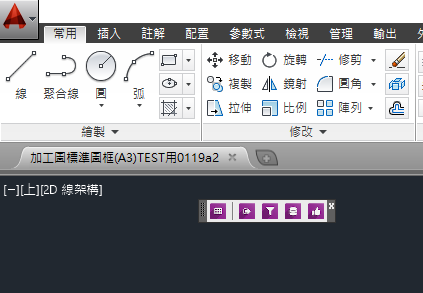 常用 插入 註解 配置 參數式 檢視 管理 輸出
移動 旋轉 修剪
線 聚合線 圓 弧 複製 鏡射 圓角
拉伸 比例 陣列
繪製 修改
加工圖標準圖框(A3)TEST用0119a2
[−][上][2D 線架構]